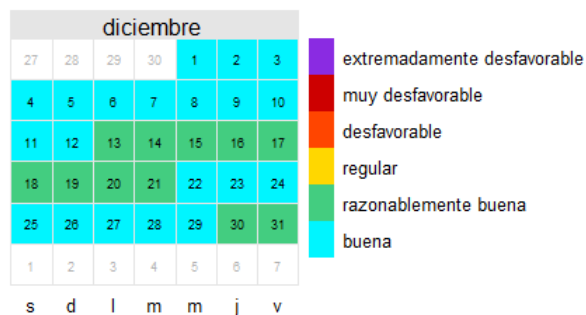 diciembre
27 28 29 30 1 2 3
4 5 6 7 8 9 10
11 12 13 14 15 16 17
18 19 20 21 22 23 24
25 26 27 28 29 30 31
1 2 3 4 5 6 7
s d l m m j v
extremadamente desfavorable
muy desfavorable
desfavorable
regular
razonablemente buena
buena